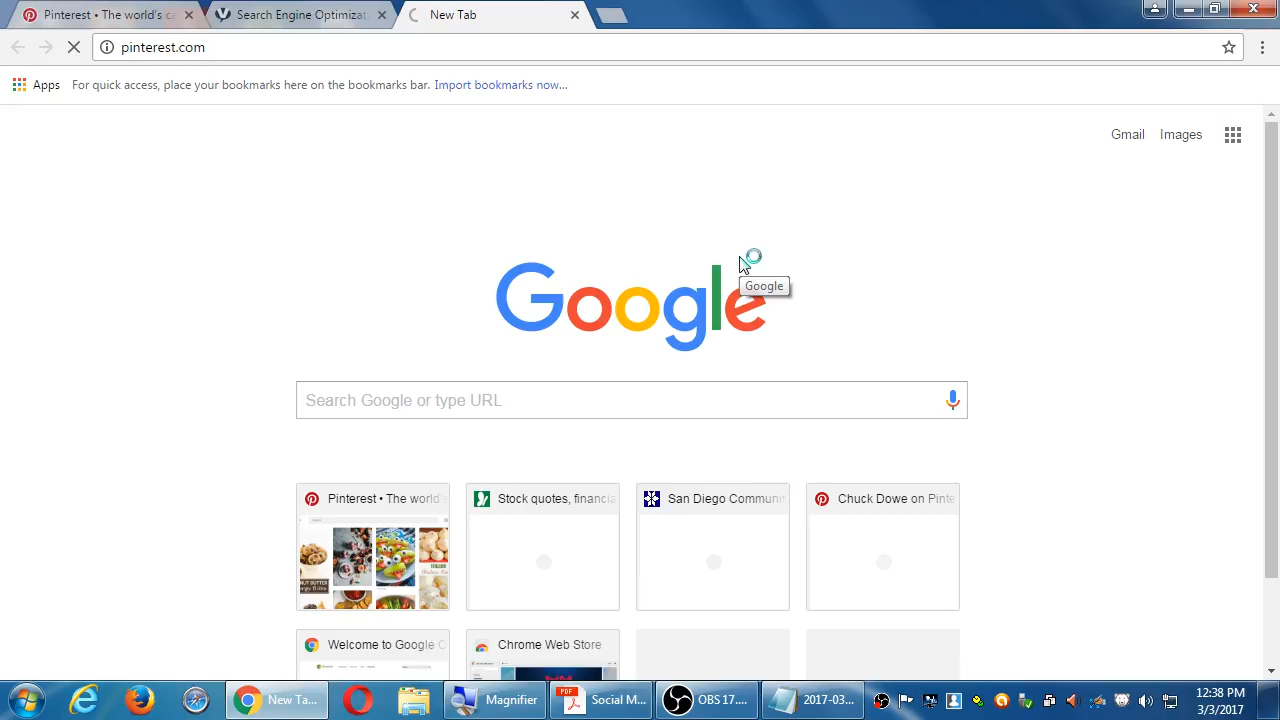 Pinterest • The world's ca
Search Engine Optimizat
New Tab
pinterest.com
Apps
For quick access, place your bookmarks here on the bookmarks bar. Import bookmarks now...
Gmail
Images
Google
Google
Search Google or type URL
Pinterest • The world's
Stock quotes, financia
San Diego Communit
Chuck Dowe on Pinte
Welcome to Google C
Chrome Web Store
New Ta...
Magnifier
PDF
Social M...
OBS 17....
2017-03...
12:38 PM
3/3/2017